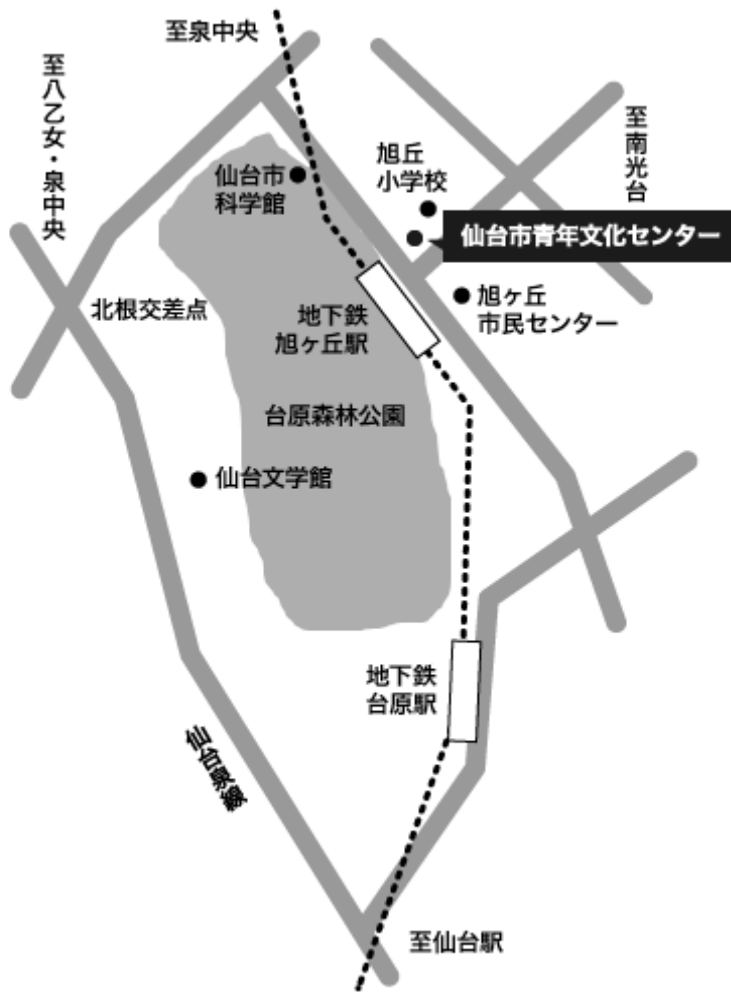 至泉中央
至八乙女・泉中央
旭丘
小学校
至南光台
仙台市
科学館
仙台市青年文化センター
北根交差点
地下鉄
旭ヶ丘駅
旭ヶ丘
市民センター
台原森林公園
仙台文学館
地下鉄
台原駅
仙台泉線
至仙台駅